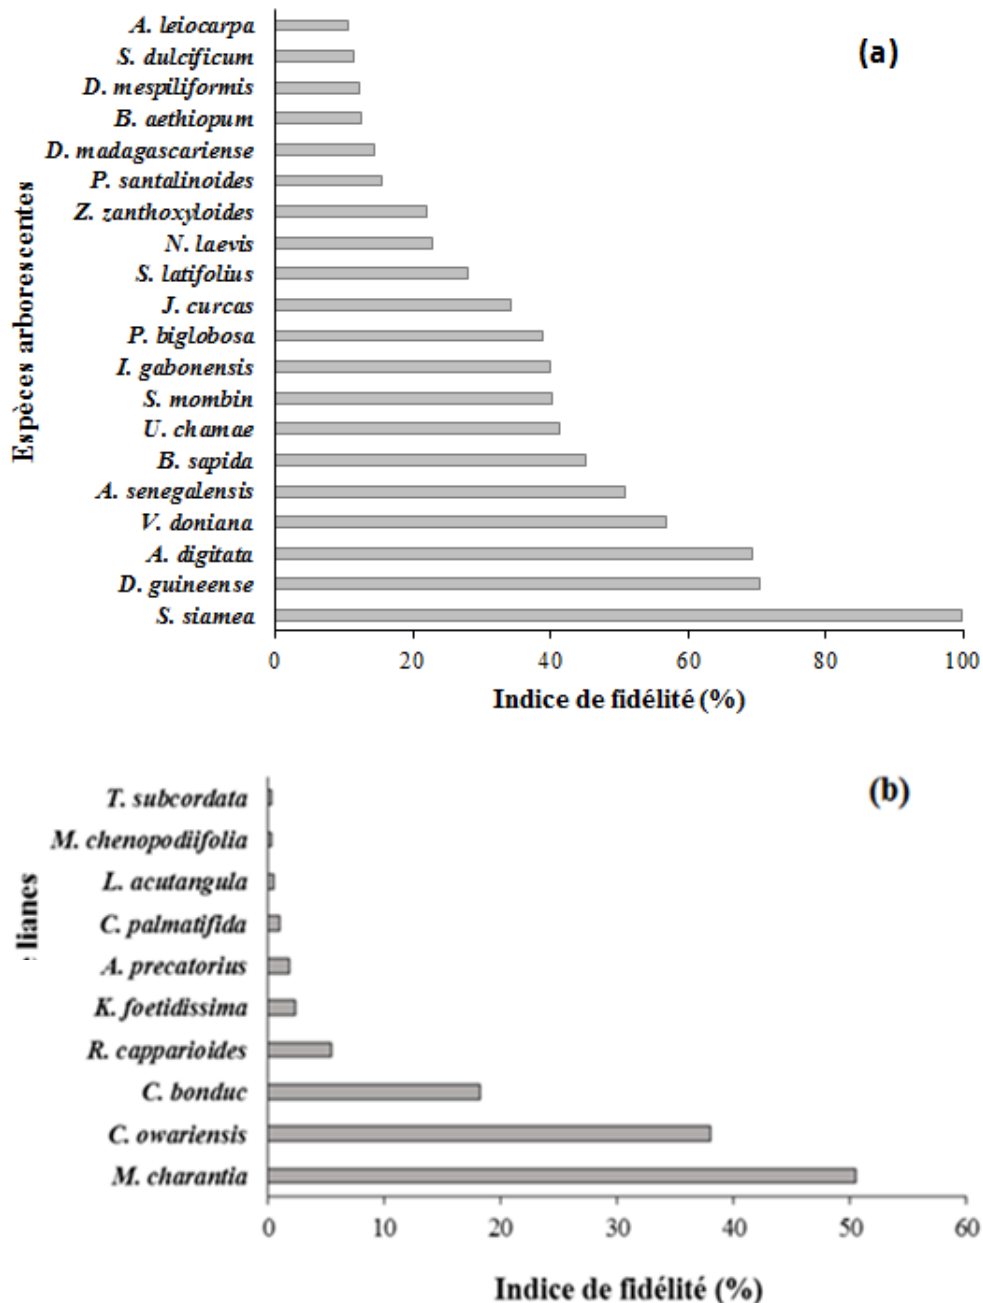 (a)
A. leiocarpa
S. dulcificum
D. mespiliformis
B. aethiopum
D. madagascariense
P. santalinoides
Z. zanthoxyloides
N. laevis
S. latifolius
J. curcas
P. biglobosa
I. gabonensis
S. mombin
U. chamae
B. sapida
A. senegalensis
V. doniana
A. digitata
D. guineense
S. siamea
Espèces arborescentes
0 20 40 60 80 100
Indice de fidélité (%)
(b)
T. subcordata
M. chenopodiifolia
L. acutangula
C. palmatifida
A. precatorius
K. foetidissima
R. capparioides
C. bonduc
C. owariensis
M. charantia
lianes
0 10 20 30 40 50 60
Indice de fidélité (%)